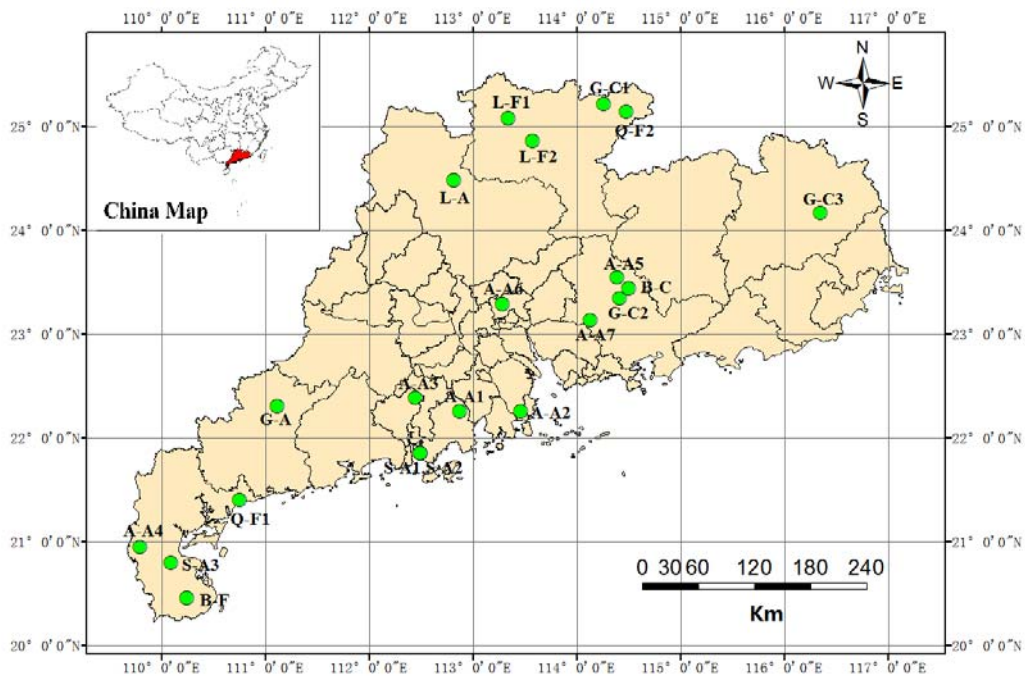 110° 0′0″E 111° 0′0″E 112° 0′0″E 113° 0′0″E 114° 0′0″E 115° 0′0″E 116° 0′0″E 117° 0′0″E
N
W E
S
G-C1
L-F1
25° 0′0″N Q-F2 25° 0′0″N
L-F2
L-A
China Map
G-C3
24° 0′0″N 24° 0′0″N
A-A5
A-A6 B-C
G-C2
23° 0′0″N A-A7 23° 0′0″N
A-A3
A-A1
G-A A-A2
22° 0′0″N 22° 0′0″N
S-A1,S-A2
Q-F1
A-A4
21° 0′0″N 21° 0′0″N
S-A3
0 30 60 120 180 240
B-F
Km
20° 0′0″N 20° 0′0″N
110° 0′0″E 111° 0′0″E 112° 0′0″E 113° 0′0″E 114° 0′0″E 115° 0′0″E 116° 0′0″E 117° 0′0″E